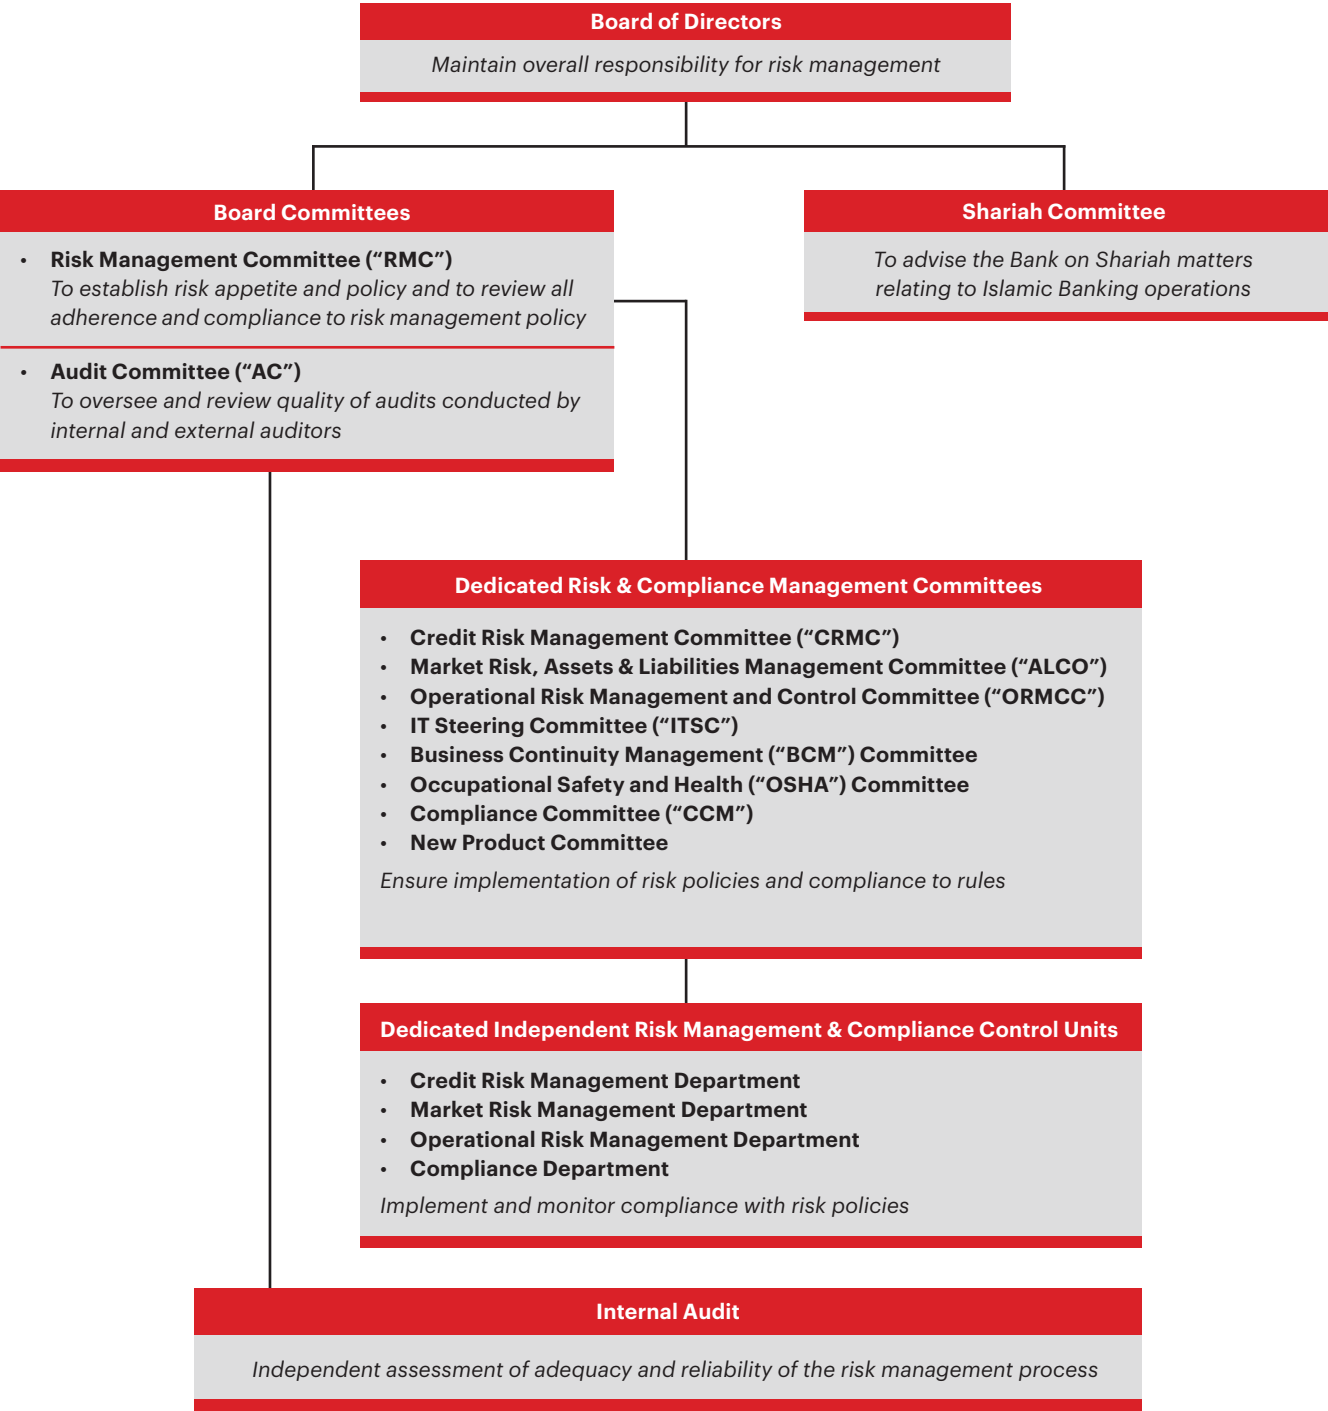 Board of Directors
Maintain overall responsibility for risk management
Board Committees
• Risk Management Committee (“RMC”)
To establish risk appetite and policy and to review all
adherence and compliance to risk management policy
• Audit Committee (“AC”)
To oversee and review quality of audits conducted by
internal and external auditors
Shariah Committee
To advise the Bank on Shariah matters
relating to Islamic Banking operations
Dedicated Risk & Compliance Management Committees
• Credit Risk Management Committee (“CRMC”)
• Market Risk, Assets & Liabilities Management Committee (“ALCO”)
• Operational Risk Management and Control Committee (“ORMCC”)
• IT Steering Committee (“ITSC”)
• Business Continuity Management (“BCM”) Committee
• Occupational Safety and Health (“OSHA”) Committee
• Compliance Committee (“CCM”)
• New Product Committee
Ensure implementation of risk policies and compliance to rules
Dedicated Independent Risk Management & Compliance Control Units
• Credit Risk Management Department
• Market Risk Management Department
• Operational Risk Management Department
• Compliance Department
Implement and monitor compliance with risk policies
Internal Audit
Independent assessment of adequacy and reliability of the risk management process